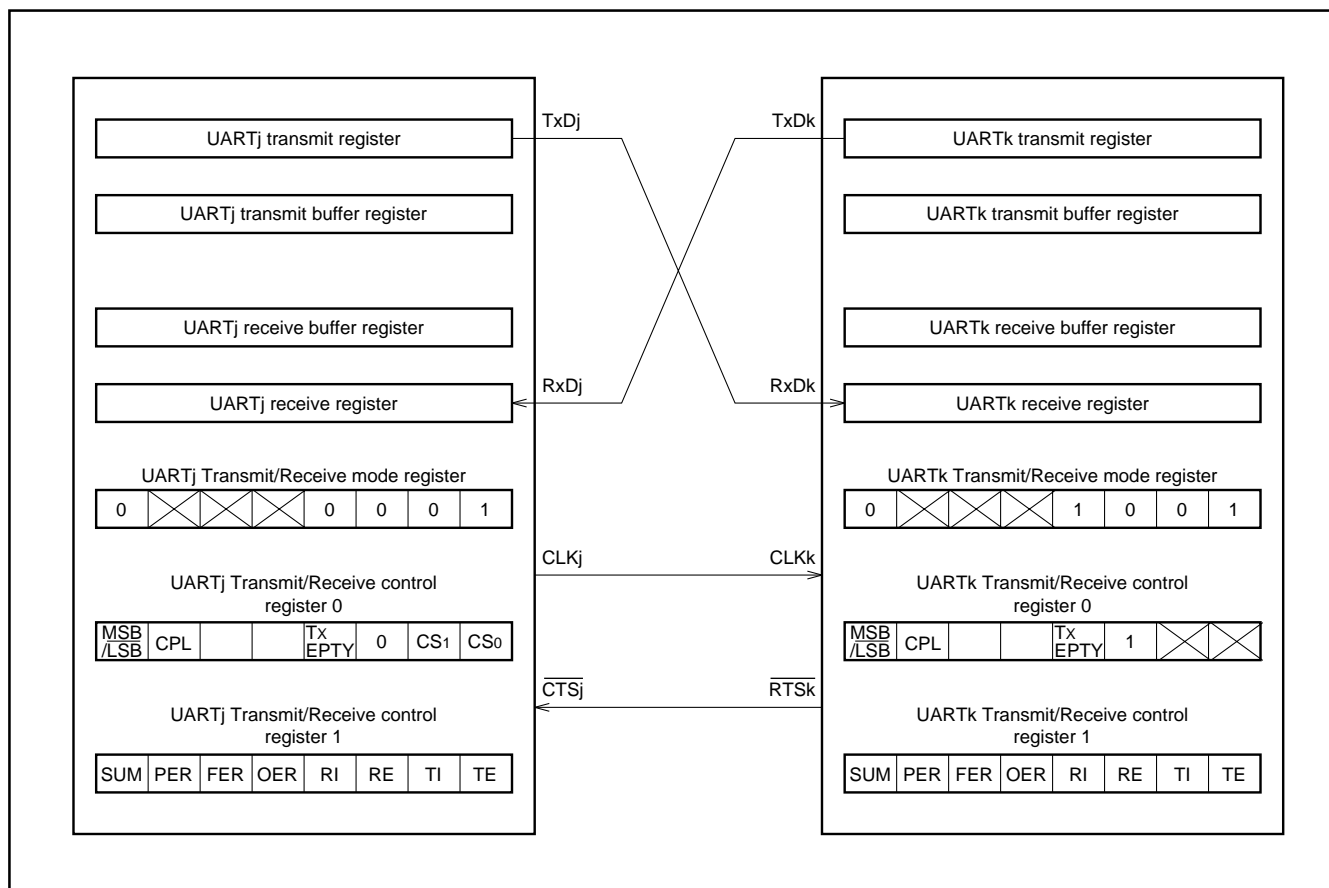 TxDj TxDk
UARTj transmit register
UARTk transmit register
UARTj transmit buffer register
UARTk transmit buffer register
UARTj receive buffer register
UARTk receive buffer register
RxDj RxDk
UARTj receive register
UARTk receive register
UARTj Transmit/Receive mode register
0 0 0 0 1
UARTk Transmit/Receive mode register
0 1 0 0 1
CLKj CLKk
UARTj Transmit/Receive control
register 0
MSB
/LSB CPL Tx
EPTY 0 CS1 CS0
UARTk Transmit/Receive control
register 0
MSB
/LSB CPL Tx
EPTY 1
CTSj RTSk
UARTj Transmit/Receive control
register 1
SUM PER FER OER RI RE TI TE
UARTk Transmit/Receive control
register 1
SUM PER FER OER RI RE TI TE